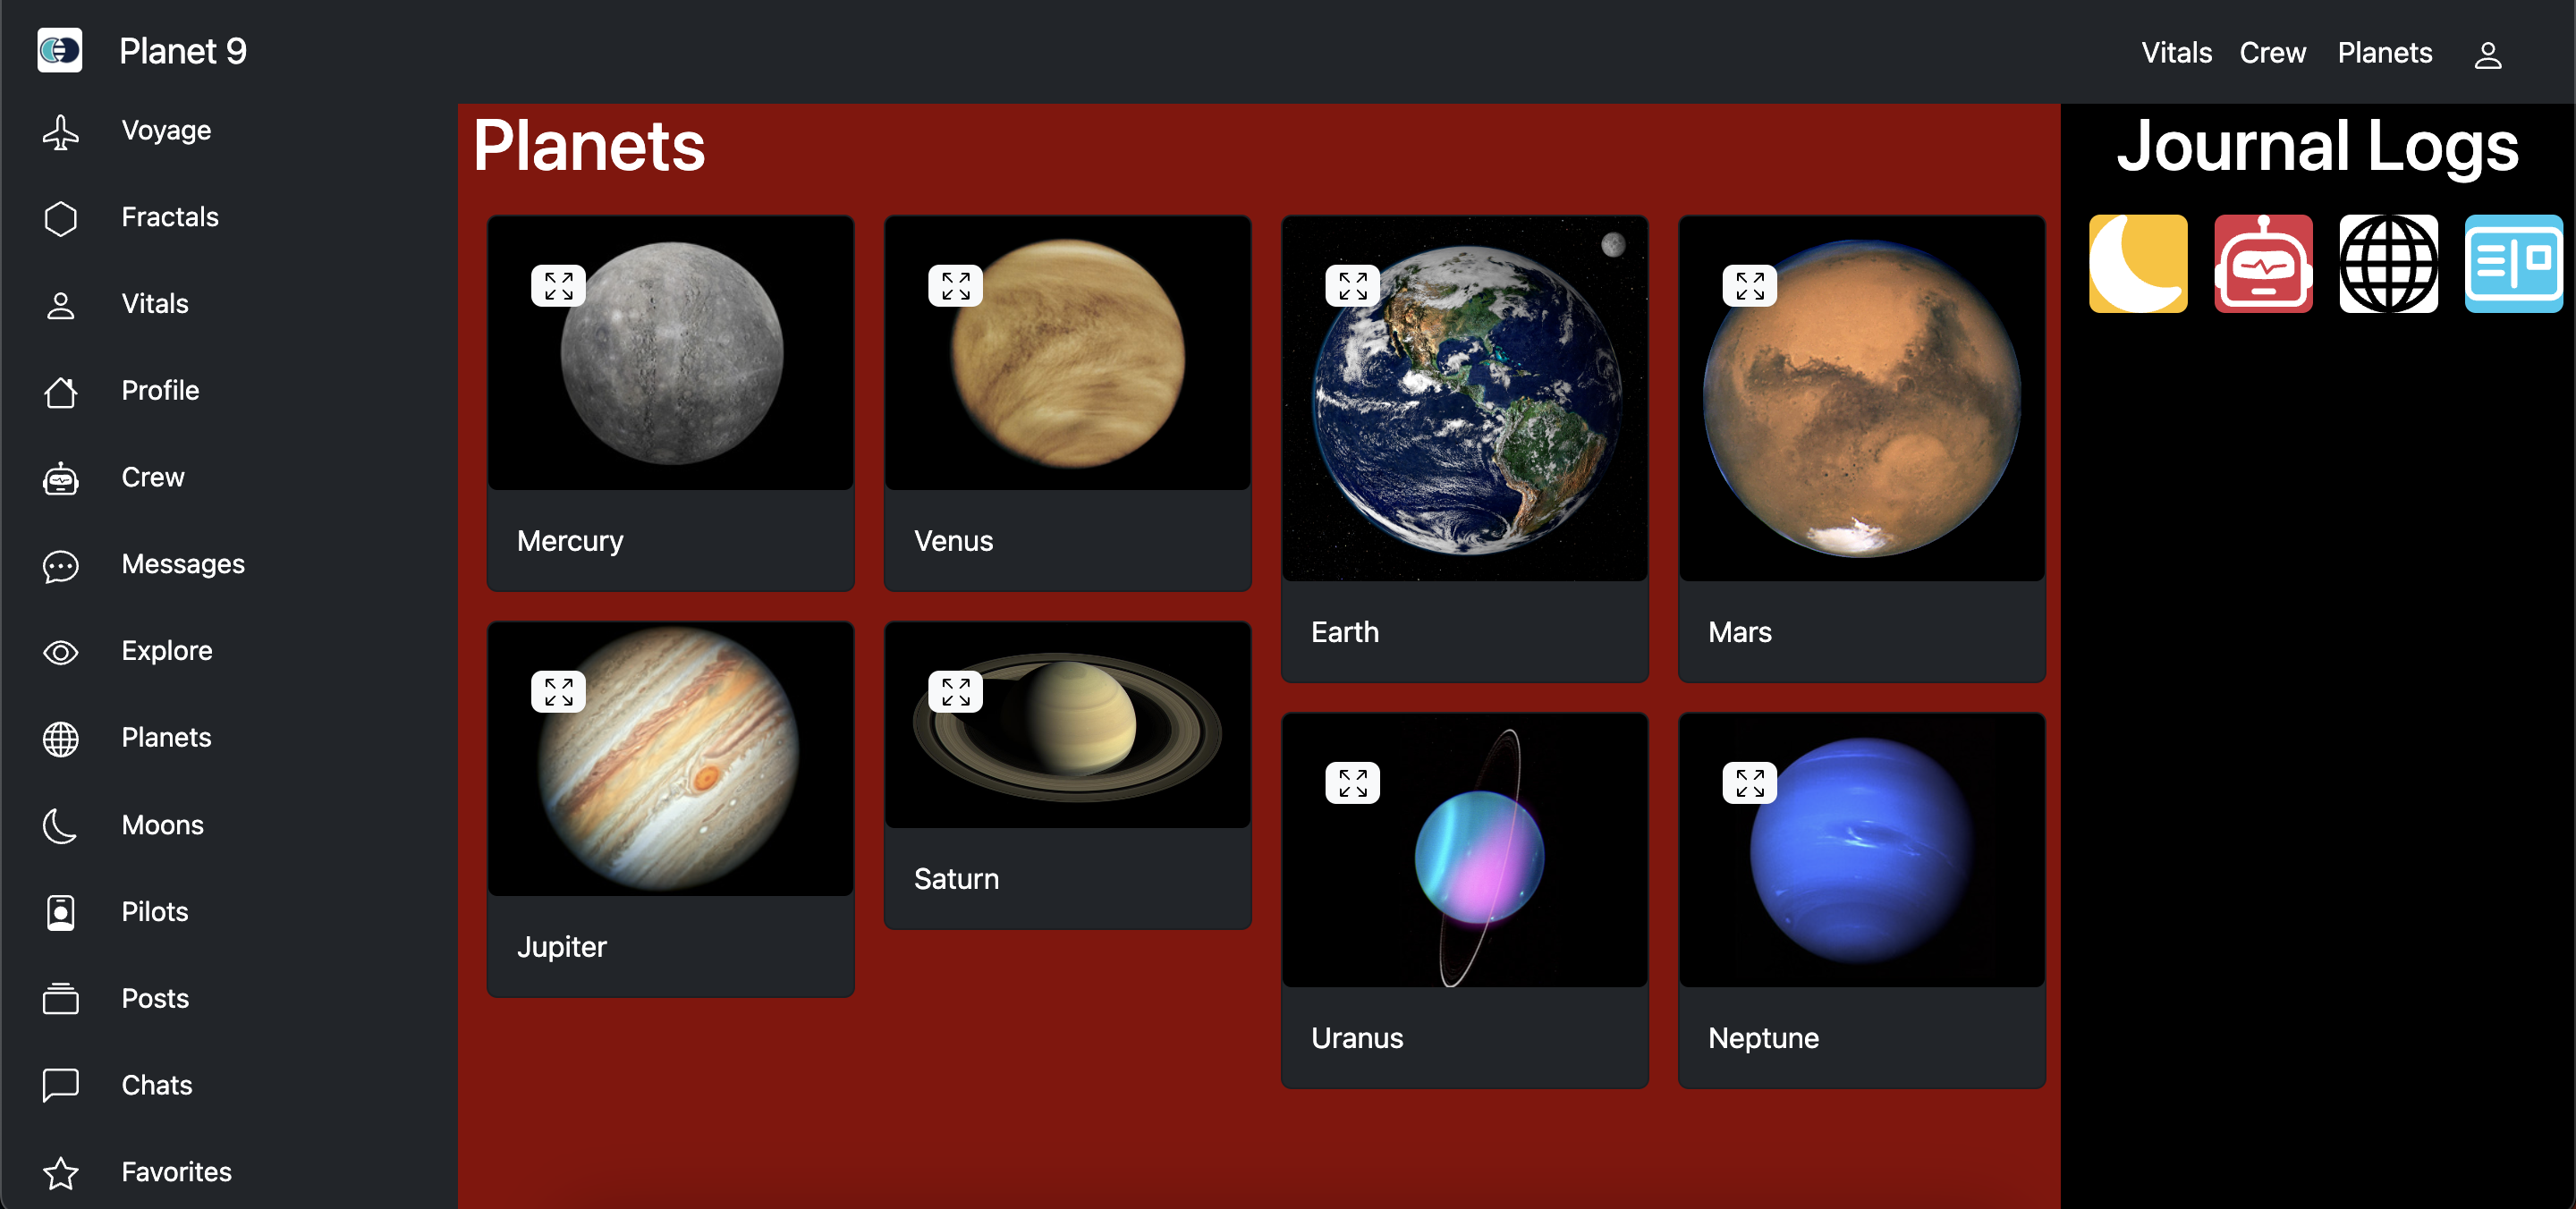 Planet 9
Vitals Crew Planets
Voyage
Fractals
Vitals
Profile
Crew
Messages
Explore
Planets
Moons
Pilots
Posts
Chats
Favorites
Planets
Mercury
Venus
Earth
Mars
Jupiter
Saturn
Uranus
Neptune
Journal Logs